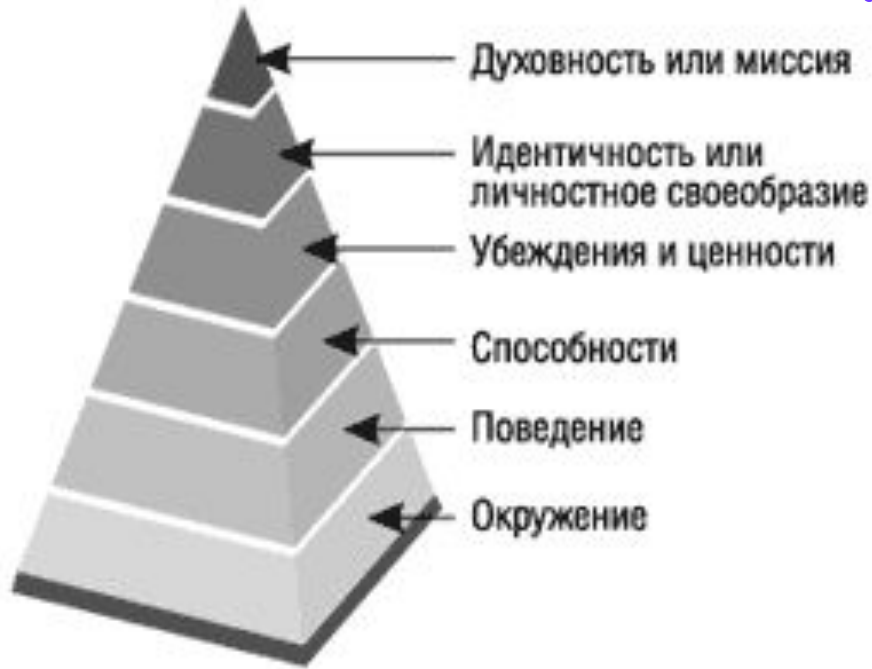 Духовность или миссия
Идентичность или
личностное своеобразие
Убеждения и ценности
Способности
Поведение
Окружение